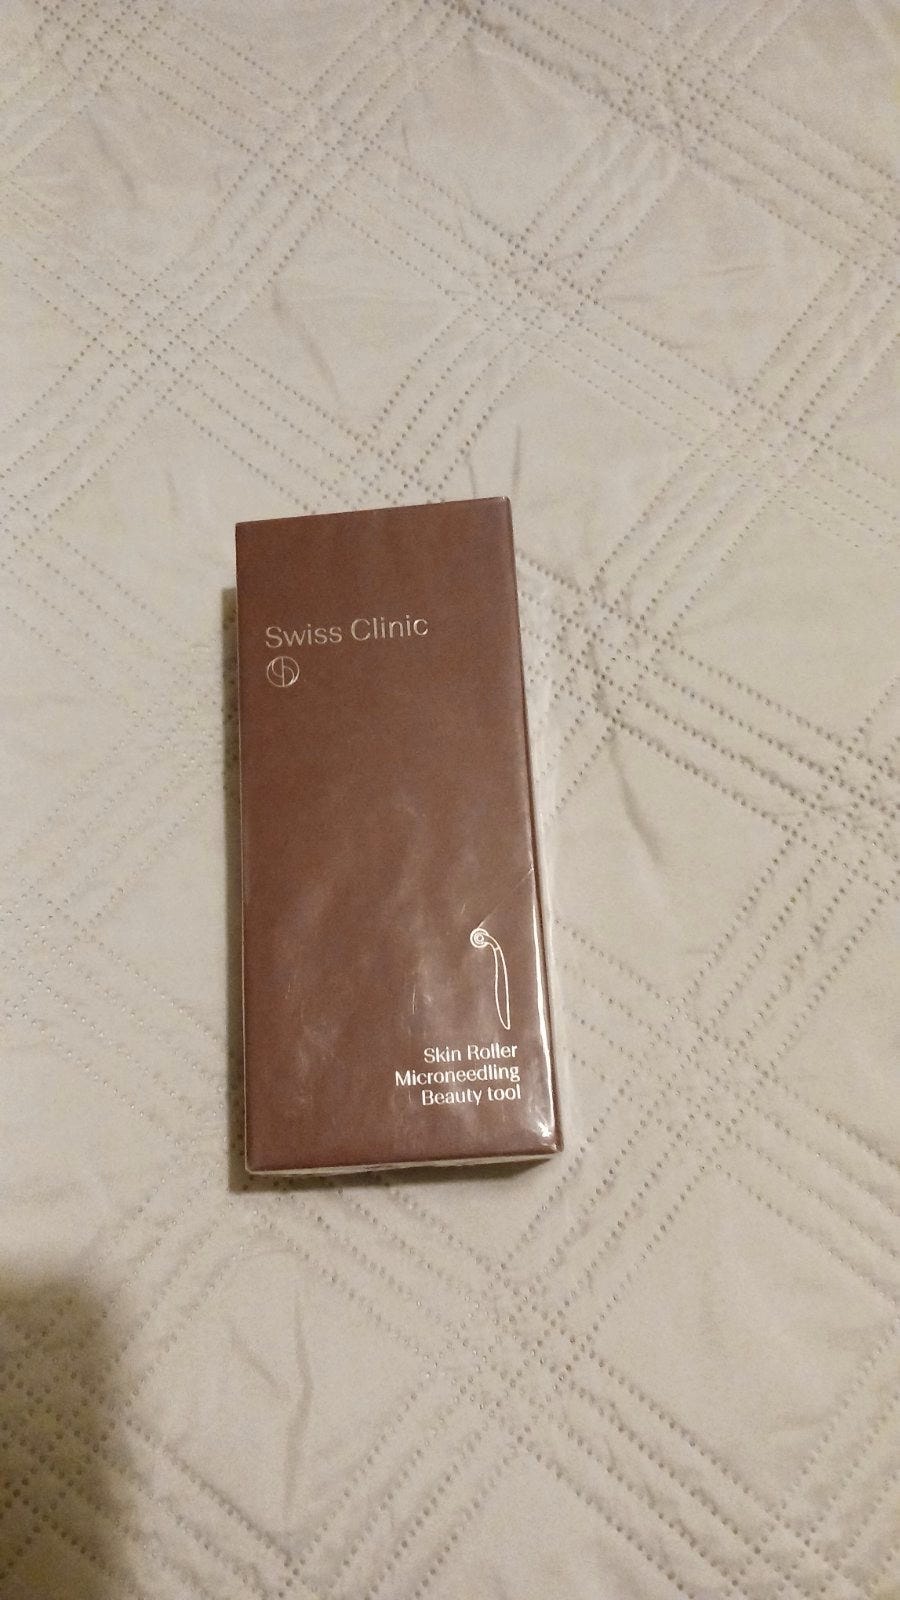 Swiss Clinic
Skin Roller
Microneedling
Beauty tool